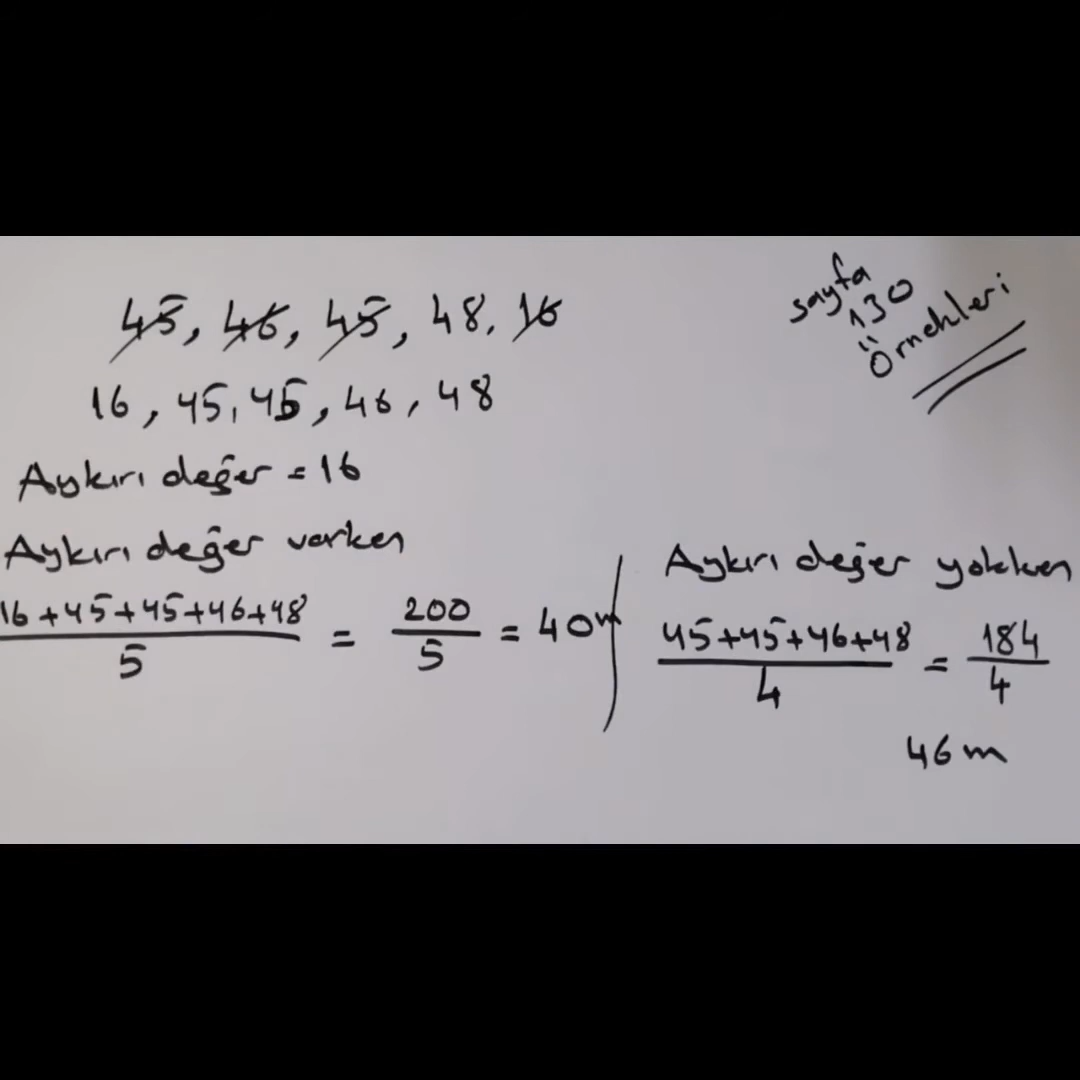 45, 46, 45, 48, 16
sayfa
130
Örnekleri
16, 45, 45, 46, 48
Aykırı değer = 16
Aykırı değer varken
16+45+45+46+48
5
=
200
5
= 40m
Aykırı değer yokken
45+45+46+48
4
=
184
4
46 m